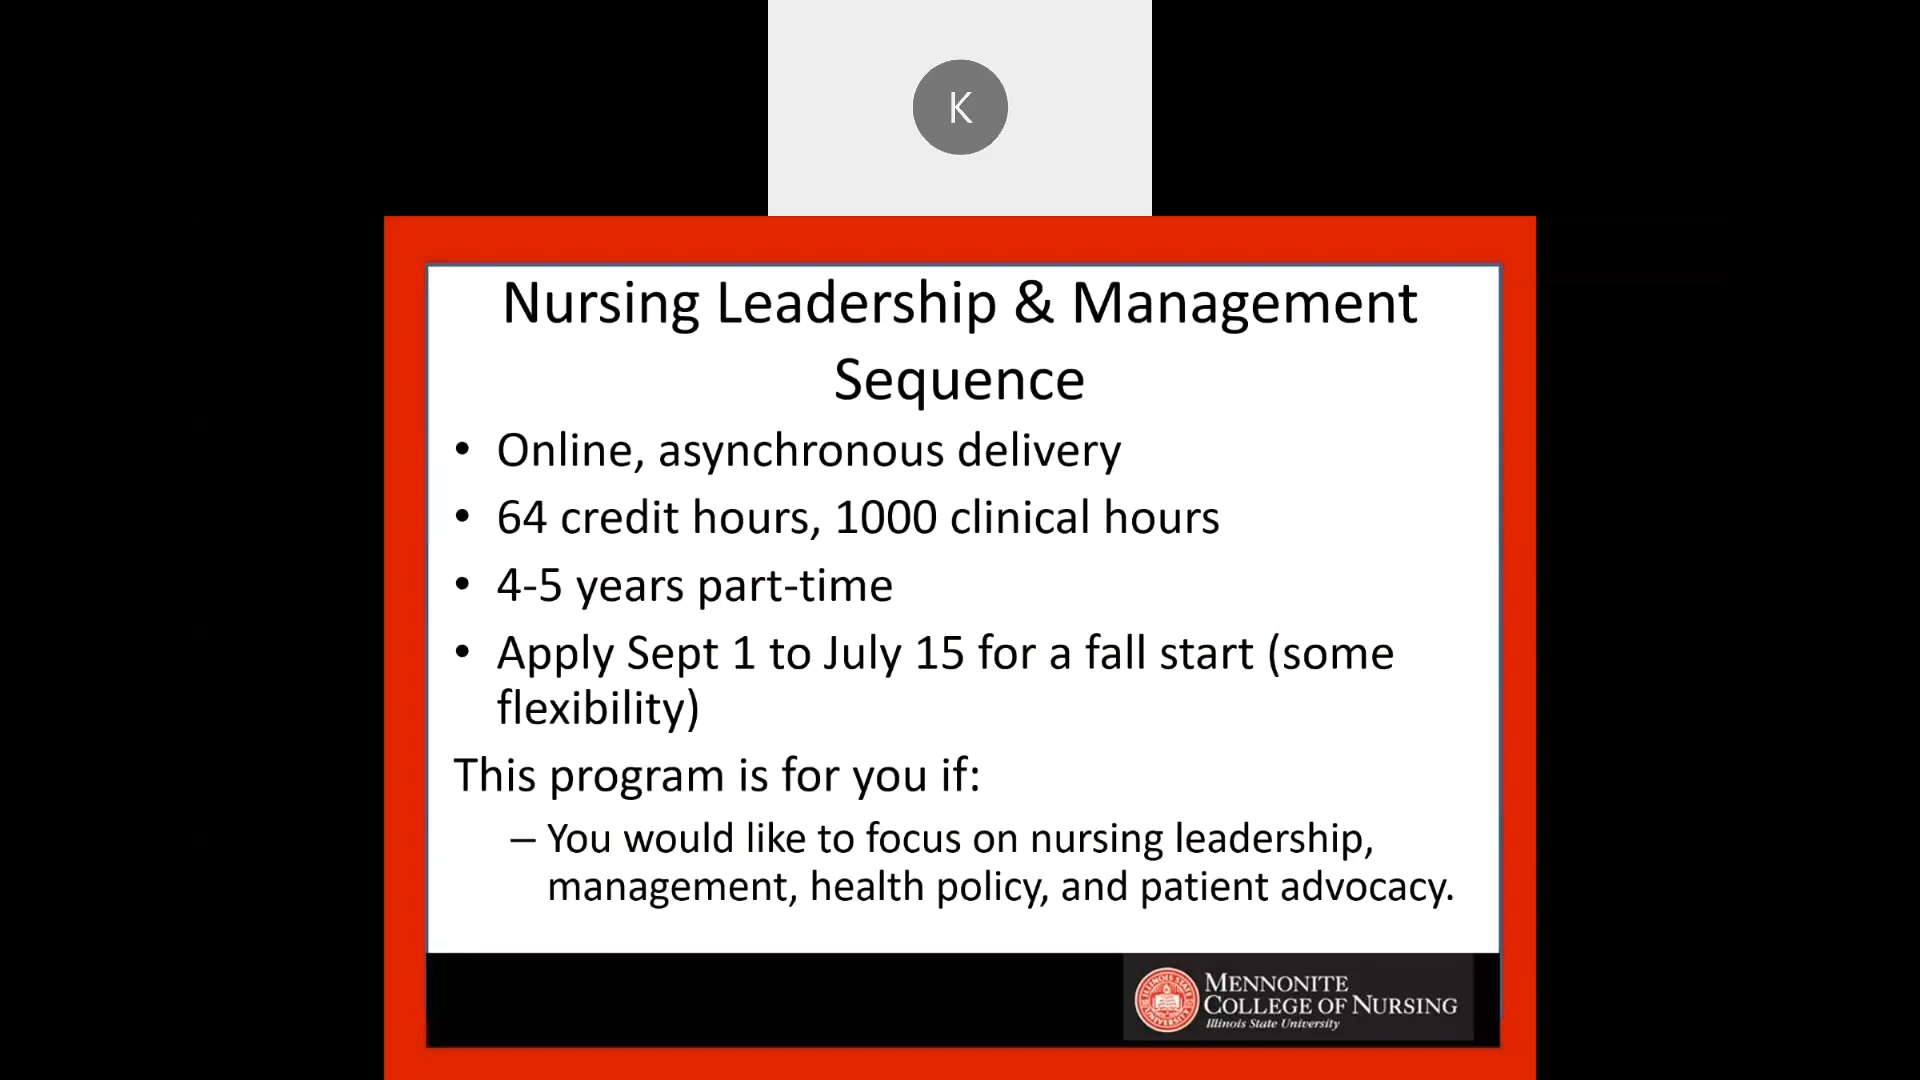 K
Nursing Leadership & Management
Sequence
• Online, asynchronous delivery
• 64 credit hours, 1000 clinical hours
• 4-5 years part-time
• Apply Sept 1 to July 15 for a fall start (some
flexibility)
This program is for you if:
– You would like to focus on nursing leadership,
management, health policy, and patient advocacy.
MENNONITE
COLLEGE OF NURSING
Illinois State University